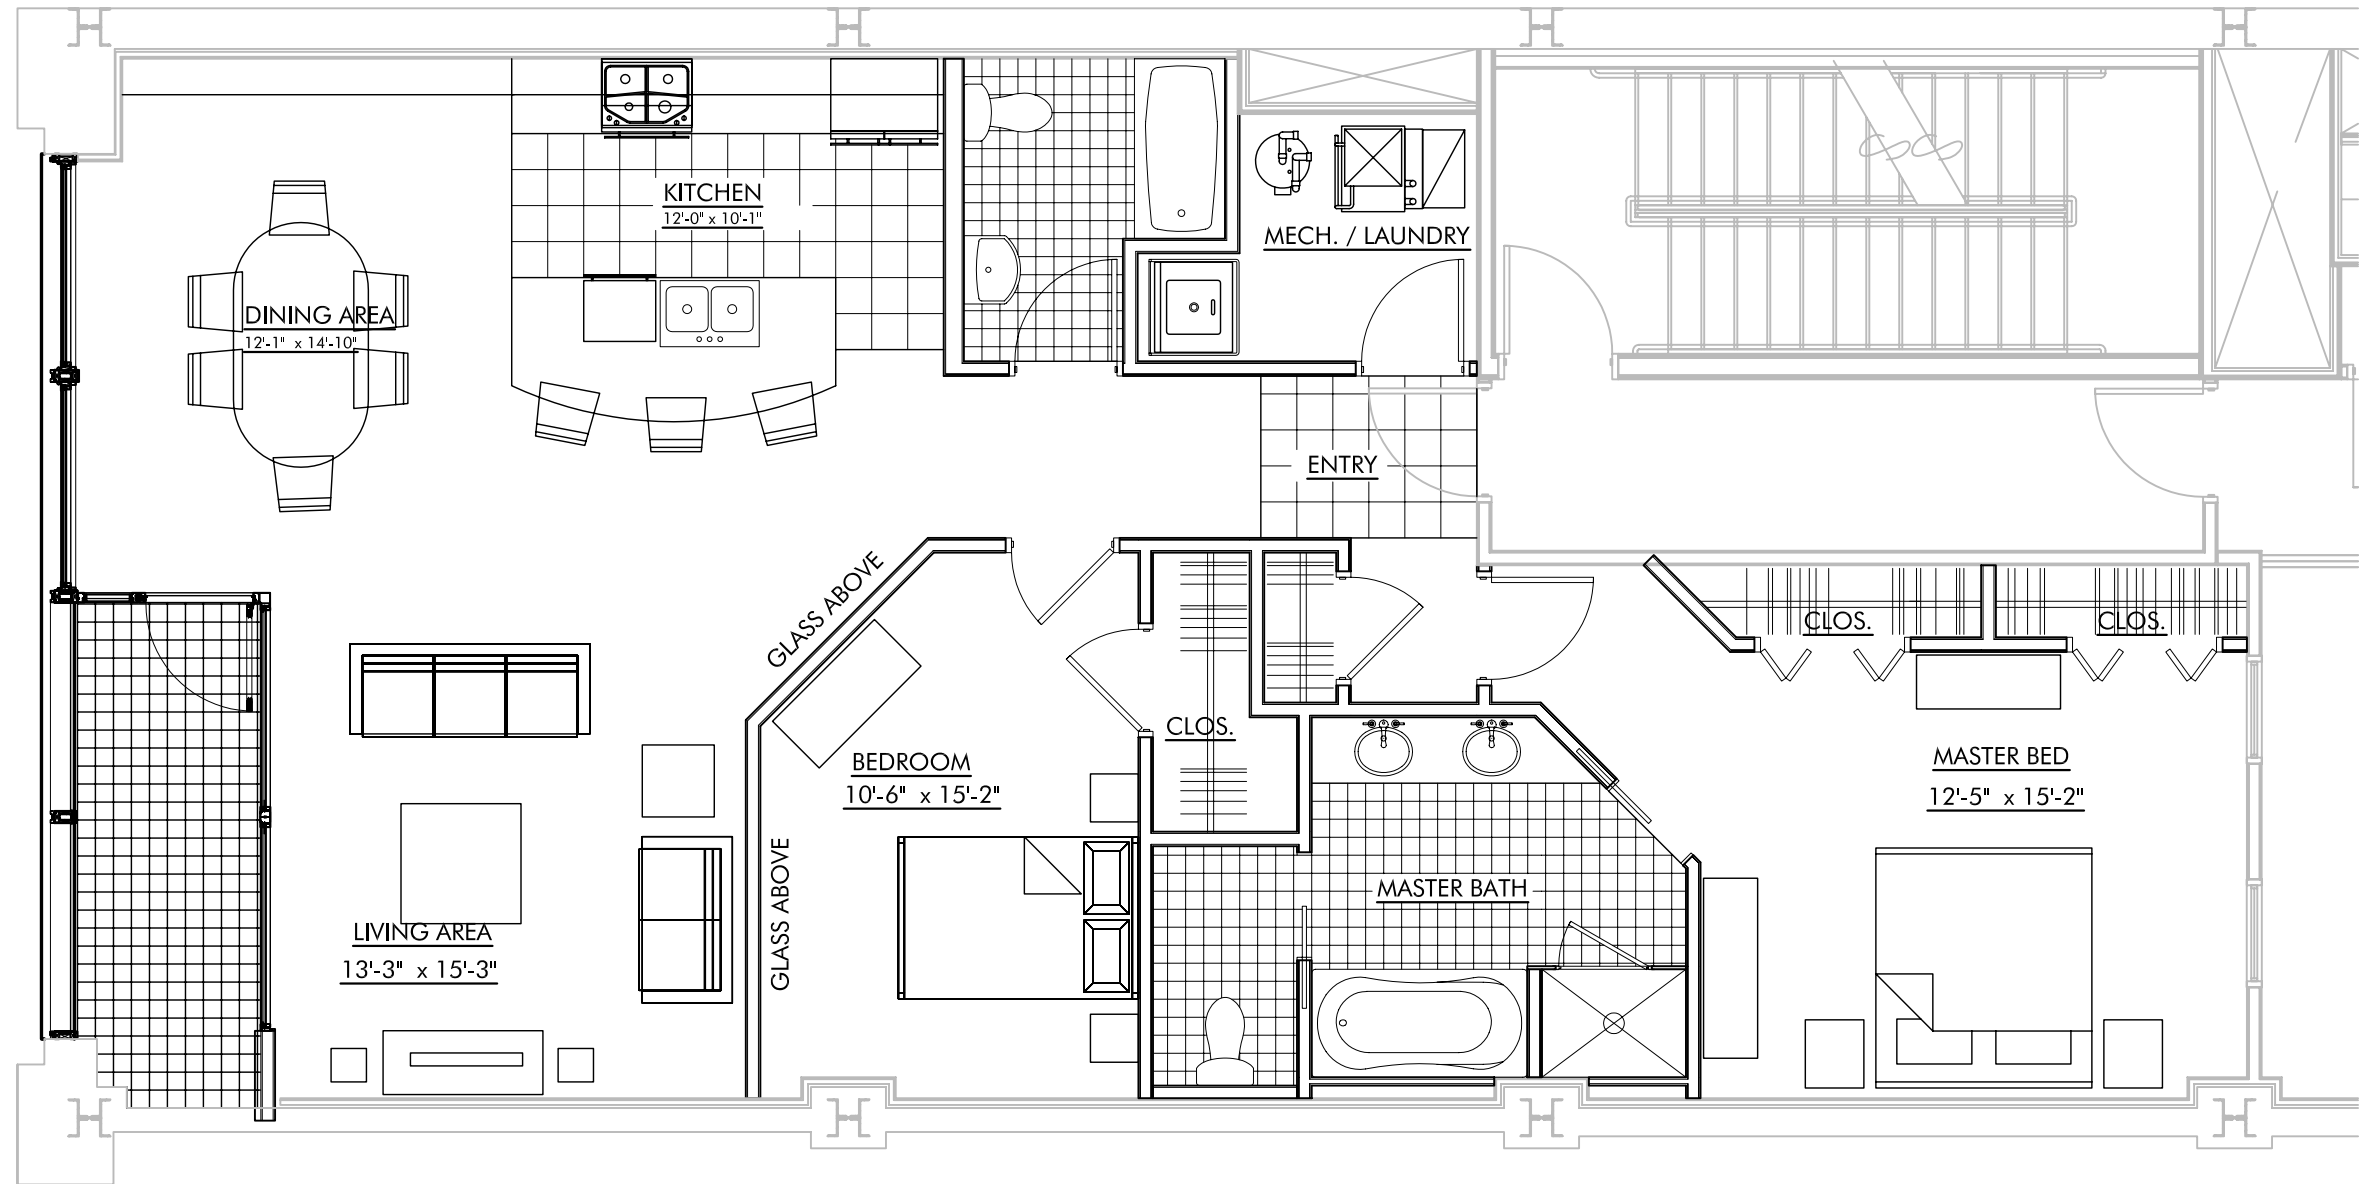 KITCHEN
12'-0" x 10'-1"
MECH. / LAUNDRY
DINING AREA
12'-1" x 14'-10"
ENTRY
GLASS ABOVE
CLOS.
CLOS.
CLOS.
BEDROOM
10'-6" x 15'-2"
MASTER BED
12'-5" x 15'-2"
GLASS ABOVE
MASTER BATH
LIVING AREA
13'-3" x 15'-3"